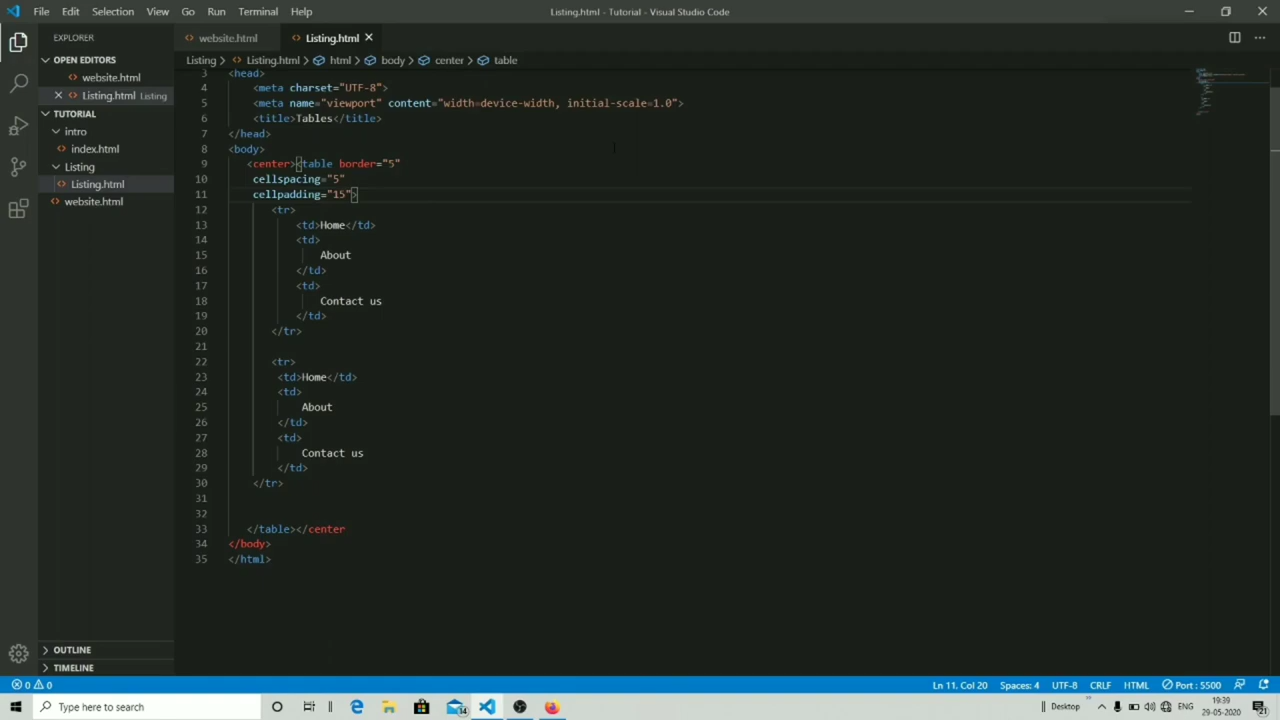 File Edit Selection View Go Run Terminal Help Listing.html - Tutorial - Visual Studio Code
EXPLORER
OPEN EDITORS
website.html
Listing.html Listing
TUTORIAL
intro
index.html
Listing
Listing.html
website.html
OUTLINE
TIMELINE
website.html Listing.html
Listing > Listing.html > html > body > center > table
3 <head>
4 <meta charset="UTF-8">
5 <meta name="viewport" content="width=device-width, initial-scale=1.0">
6 <title>Tables</title>
7 </head>
8 <body>
9 <center><table border="5"
10 cellspacing="5"
11 cellpadding="15">
12 <tr>
13 <td>Home</td>
14 <td>
15 About
16 </td>
17 <td>
18 Contact us
19 </td>
20 </tr>
21
22 <tr>
23 <td>Home</td>
24 <td>
25 About
26 </td>
27 <td>
28 Contact us
29 </td>
30 </tr>
31
32
33 </table></center
34 </body>
35 </html>
0 0 Ln 11, Col 20 Spaces: 4 UTF-8 CRLF HTML Port : 5500
Type here to search 14 Desktop ENG 19:39
29-05-2020 21